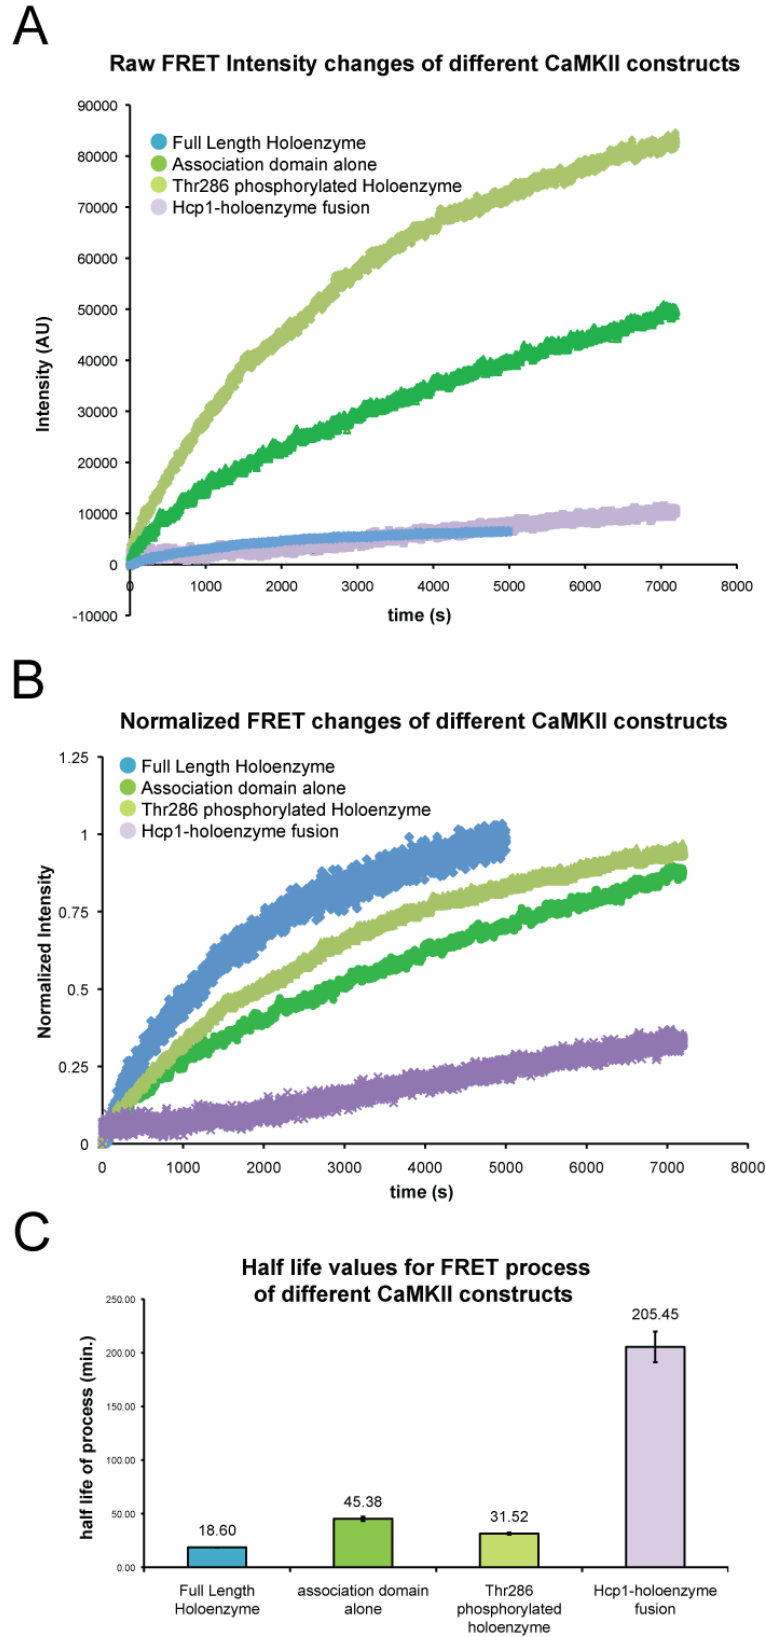 A
Raw FRET Intensity changes of different CaMKII constructs
90000
80000
70000
60000
50000
40000
30000
20000
10000
0
-10000
Intensity (AU)
Full Length Holoenzyme
Association domain alone
Thr286 phosphorylated Holoenzyme
Hcp1-holoenzyme fusion
0 1000 2000 3000 4000 5000 6000 7000 8000
time (s)
B
Normalized FRET changes of different CaMKII constructs
1.25
1
0.75
0.5
0.25
0
Normalized Intensity
Full Length Holoenzyme
Association domain alone
Thr286 phosphorylated Holoenzyme
Hcp1-holoenzyme fusion
0 1000 2000 3000 4000 5000 6000 7000 8000
time (s)
C
Half life values for FRET process
of different CaMKII constructs
250.00
200.00
150.00
100.00
50.00
0.00
half life of process (min.)
18.60
45.38
31.52
205.45
Full Length
Holoenzyme
association domain
alone
Thr286
phosphorylated
holoenzyme
Hcp1-holoenzyme
fusion